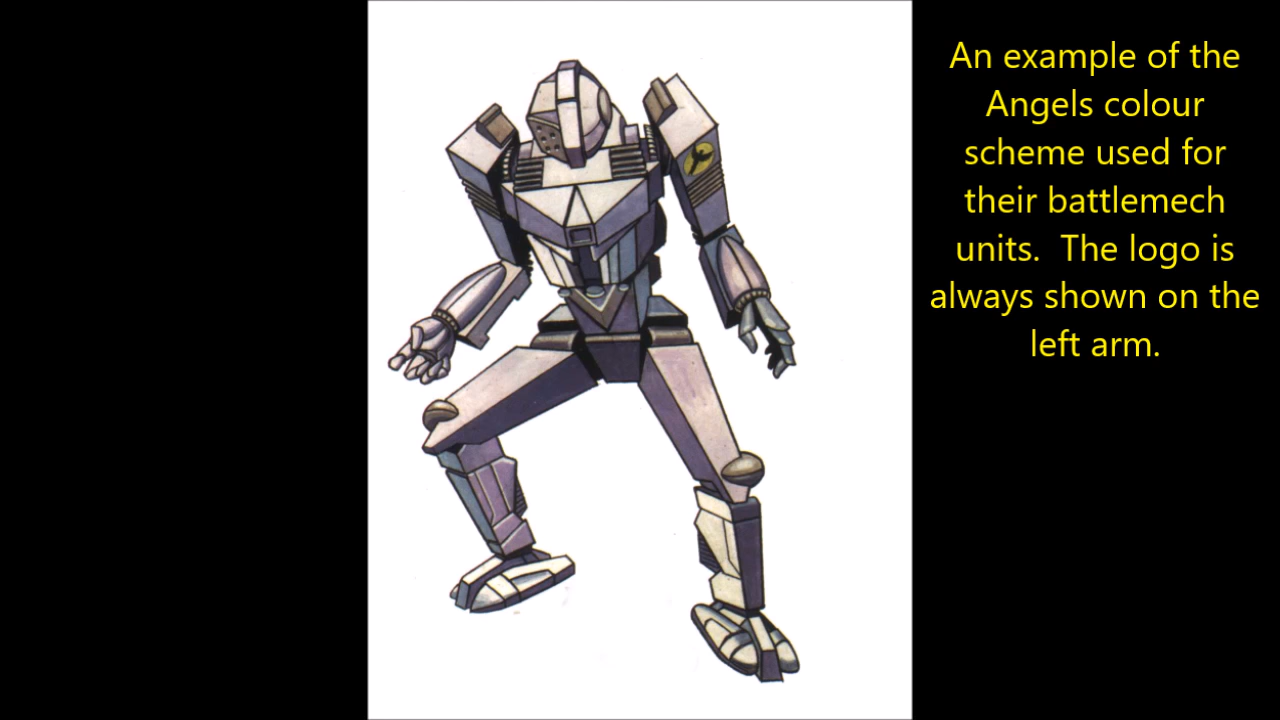 An example of the
Angels colour
scheme used for
their battlemech
units.  The logo is
always shown on the
left arm.